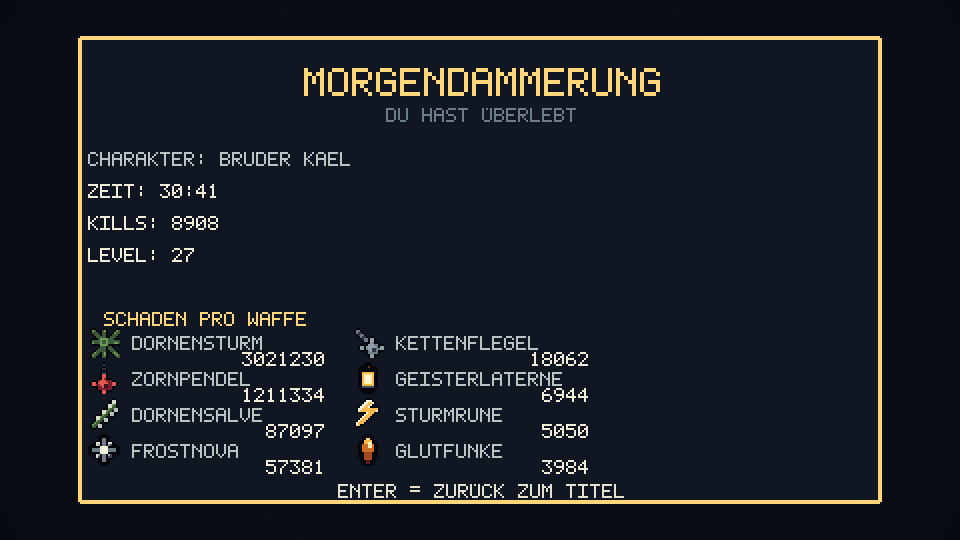 MORGENDAMMERUNG
DU HAST ÜBERLEBT
CHARAKTER: BRUDER KAEL
ZEIT: 30:41
KILLS: 8908
LEVEL: 27
SCHADEN PRO WAFFE
DORNENSTURM
3021230
ZORNPENDEL
1211334
DORNENSALVE
87097
FROSTNOVA
57381
KETTENFLEGEL
18062
GEISTERLATERNE
6944
STURMRUNE
5050
GLUTFUNKE
3984
ENTER = ZURÜCK ZUM TITEL